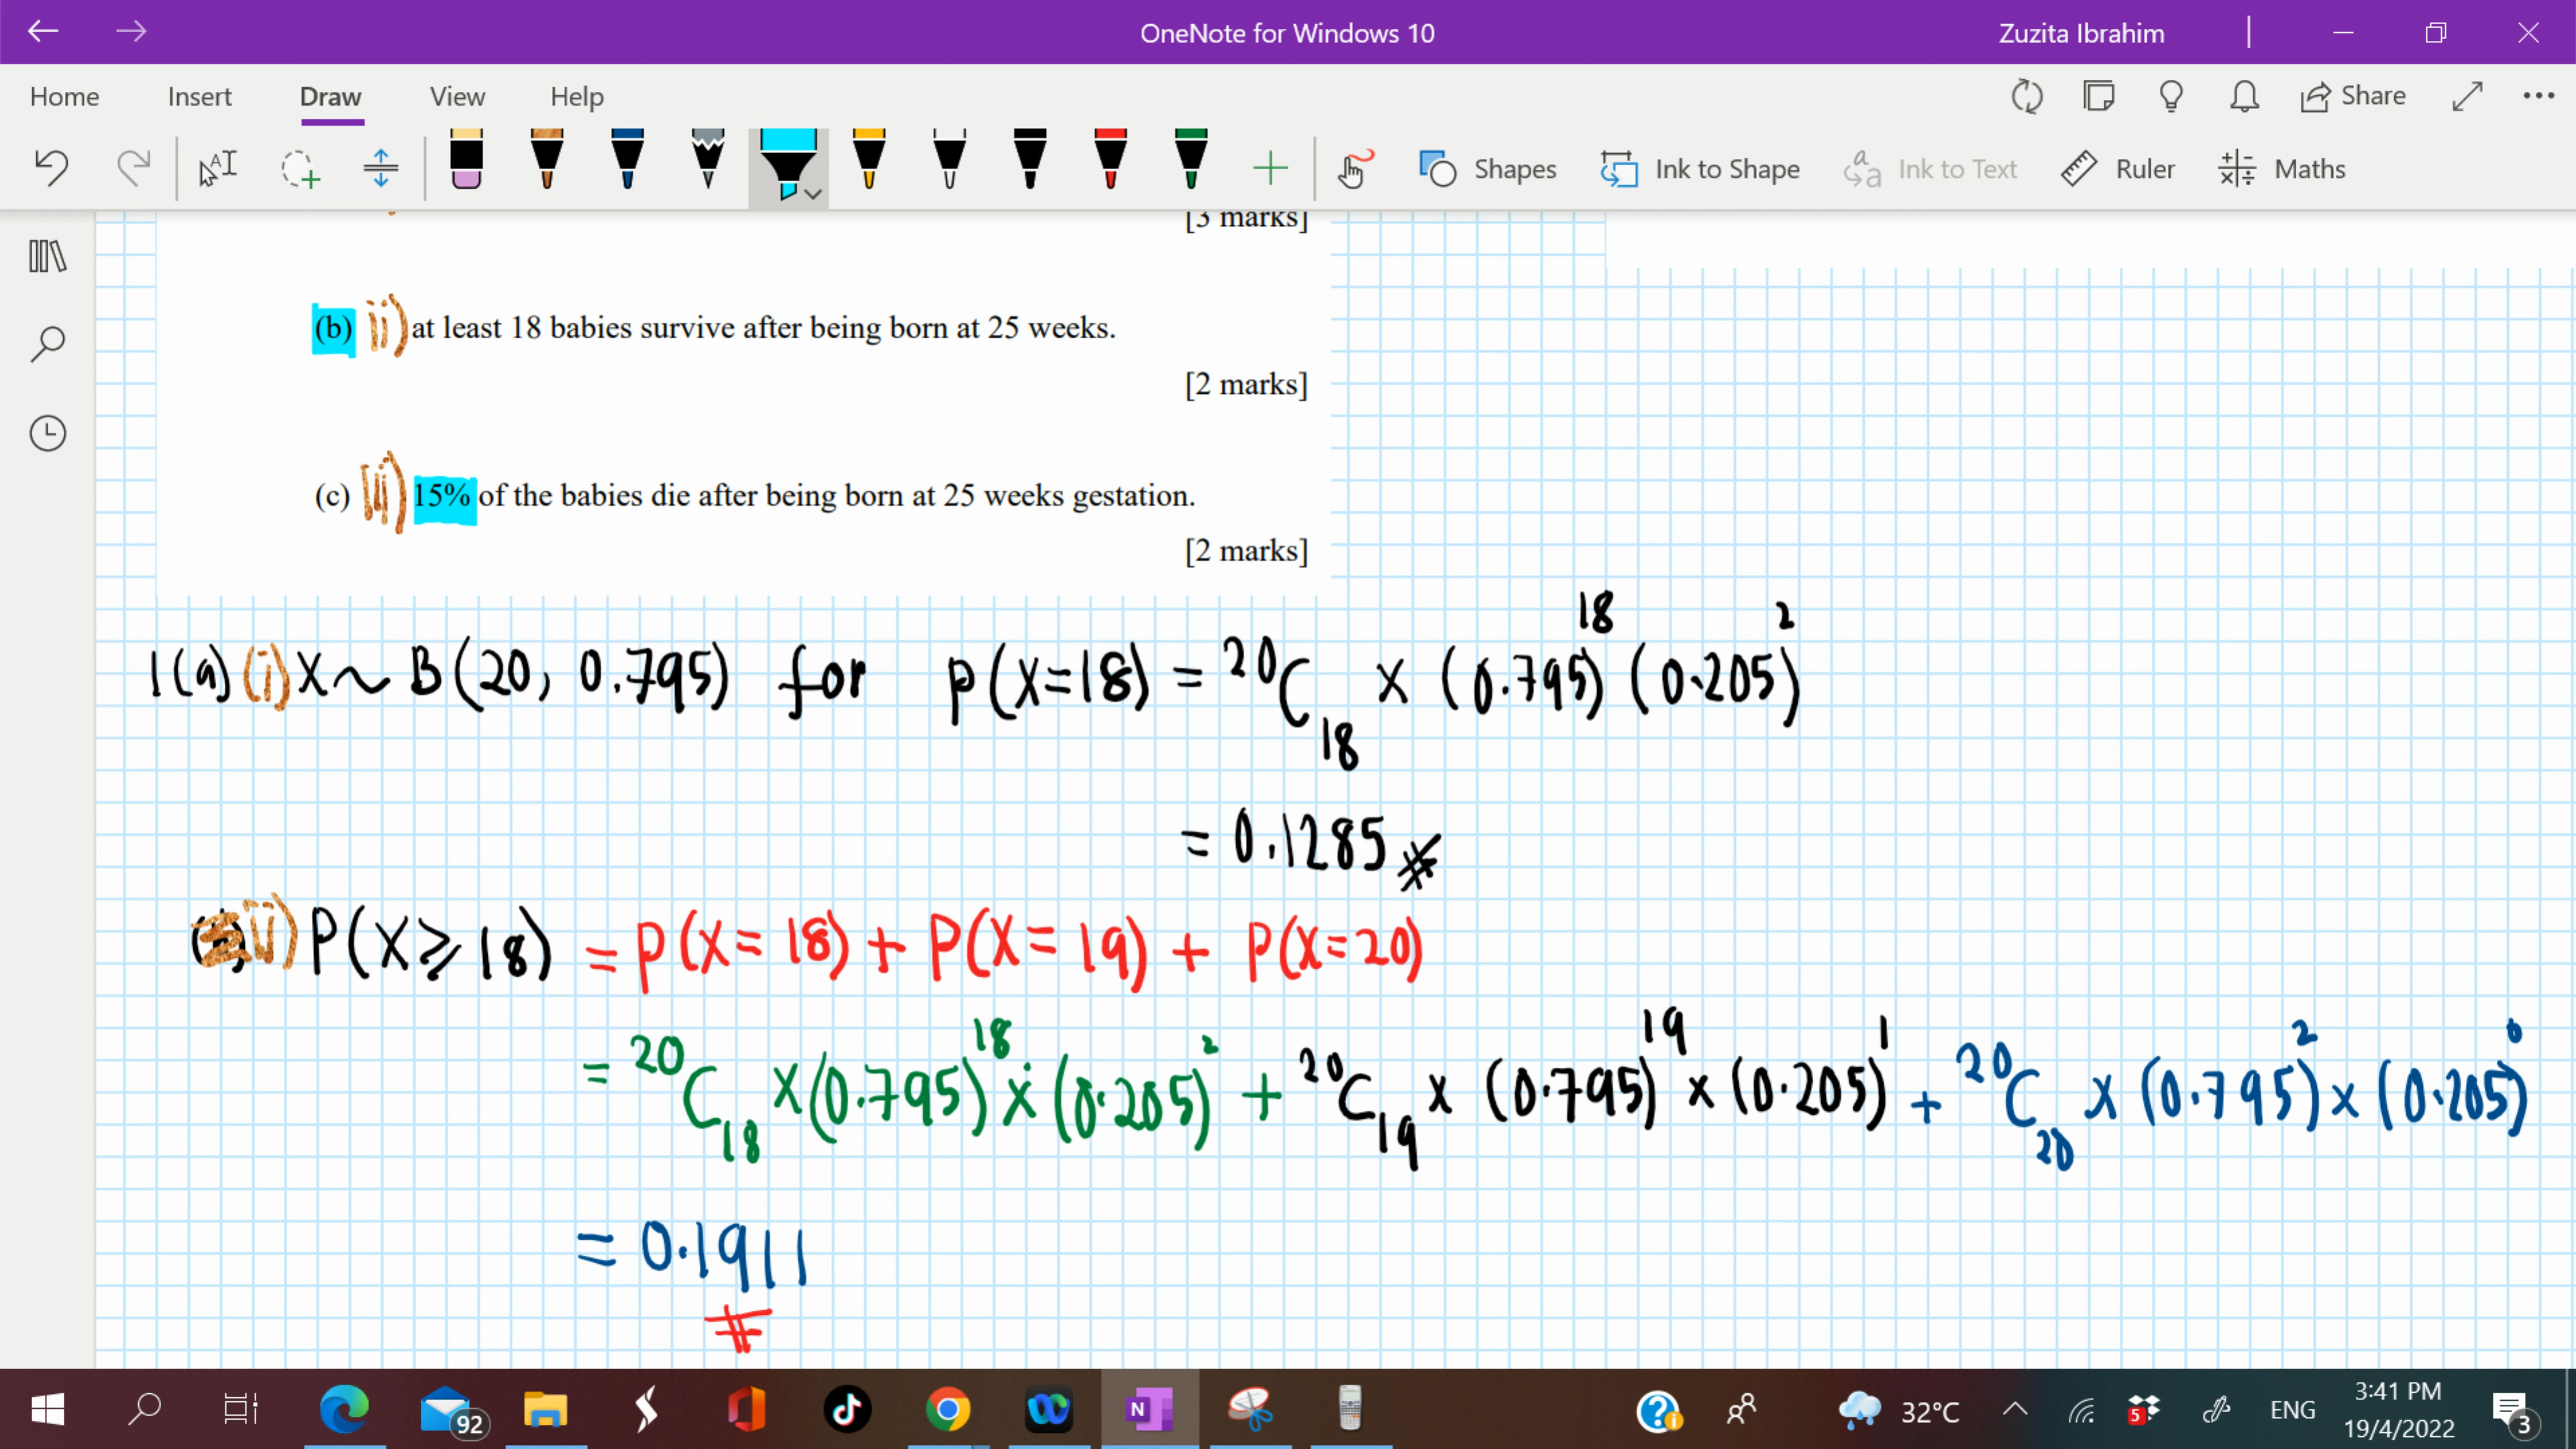 OneNote for Windows 10 Zuzita Ibrahim
Home Insert Draw View Help Share
Shapes Ink to Shape Ink to Text Ruler Maths
[3 marks]
(b) ii) at least 18 babies survive after being born at 25 weeks.
[2 marks]
(c) iii) 15% of the babies die after being born at 25 weeks gestation.
[2 marks]
1(a) (i) X ~ B(20, 0.795) for P(X=18) = ²⁰C₁₈ × (0.795)¹⁸ (0.205)²
= 0.1285 #
ii) P(X ≥ 18) = P(X = 18) + P(X = 19) + P(X=20)
= ²⁰C₁₈ × (0.795)¹⁸ × (0.205)² + ²⁰C₁₉ × (0.795)¹⁹ × (0.205)¹ + ²⁰C₂₀ × (0.795)² × (0.205)⁰
= 0.1911
#
92 N 32°C 5 ENG 3:41 PM
19/4/2022 3